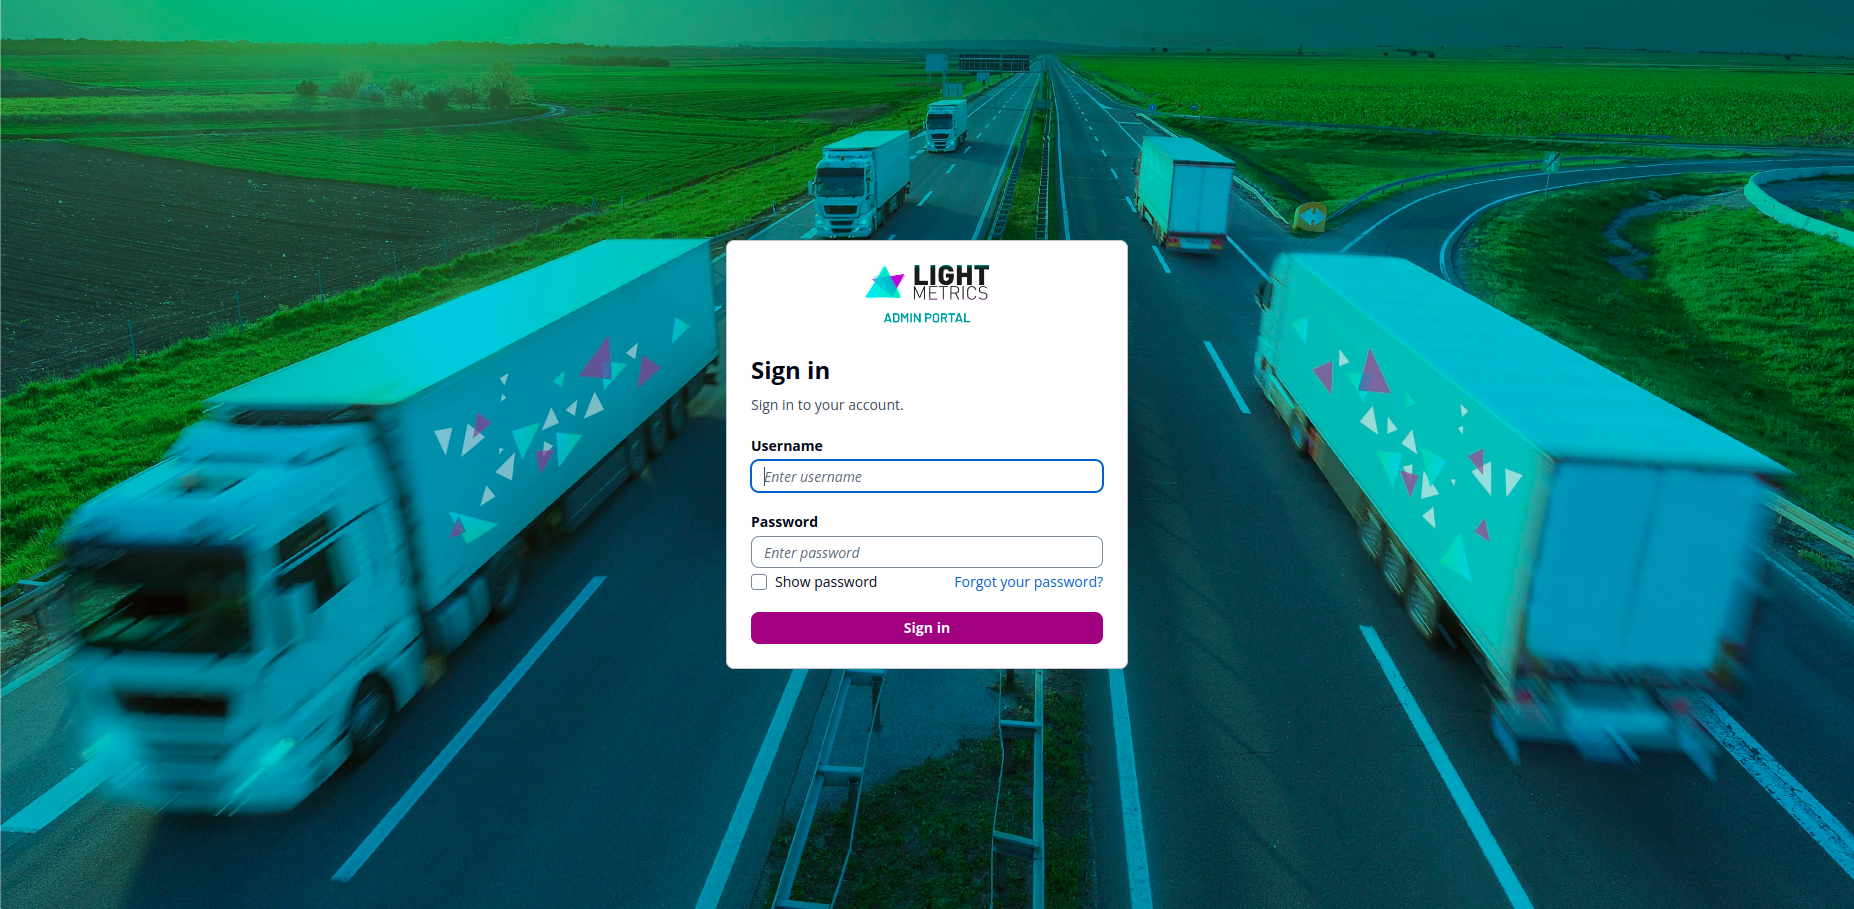 LIGHT
METRICS
ADMIN PORTAL
Sign in
Sign in to your account.
Username
Enter username
Password
Enter password
Show password Forgot your password?
Sign in